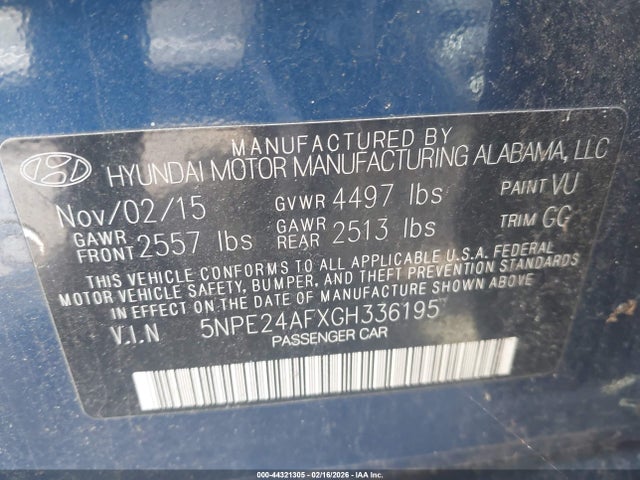 MANUFACTURED BY
HYUNDAI MOTOR MANUFACTURING ALABAMA, LLC
Nov/02/15 GVWR 4497 lbs PAINT VU
GAWR FRONT 2557 lbs GAWR REAR 2513 lbs TRIM GG
THIS VEHICLE CONFORMS TO ALL APPLICABLE U.S.A. FEDERAL
MOTOR VEHICLE SAFETY, BUMPER, AND THEFT PREVENTION STANDARDS
IN EFFECT ON THE DATE OF MANUFACTURE SHOWN ABOVE.
V.I.N 5NPE24AFXGH336195
PASSENGER CAR
000-44321305 - 02/16/2026 - IAA Inc.